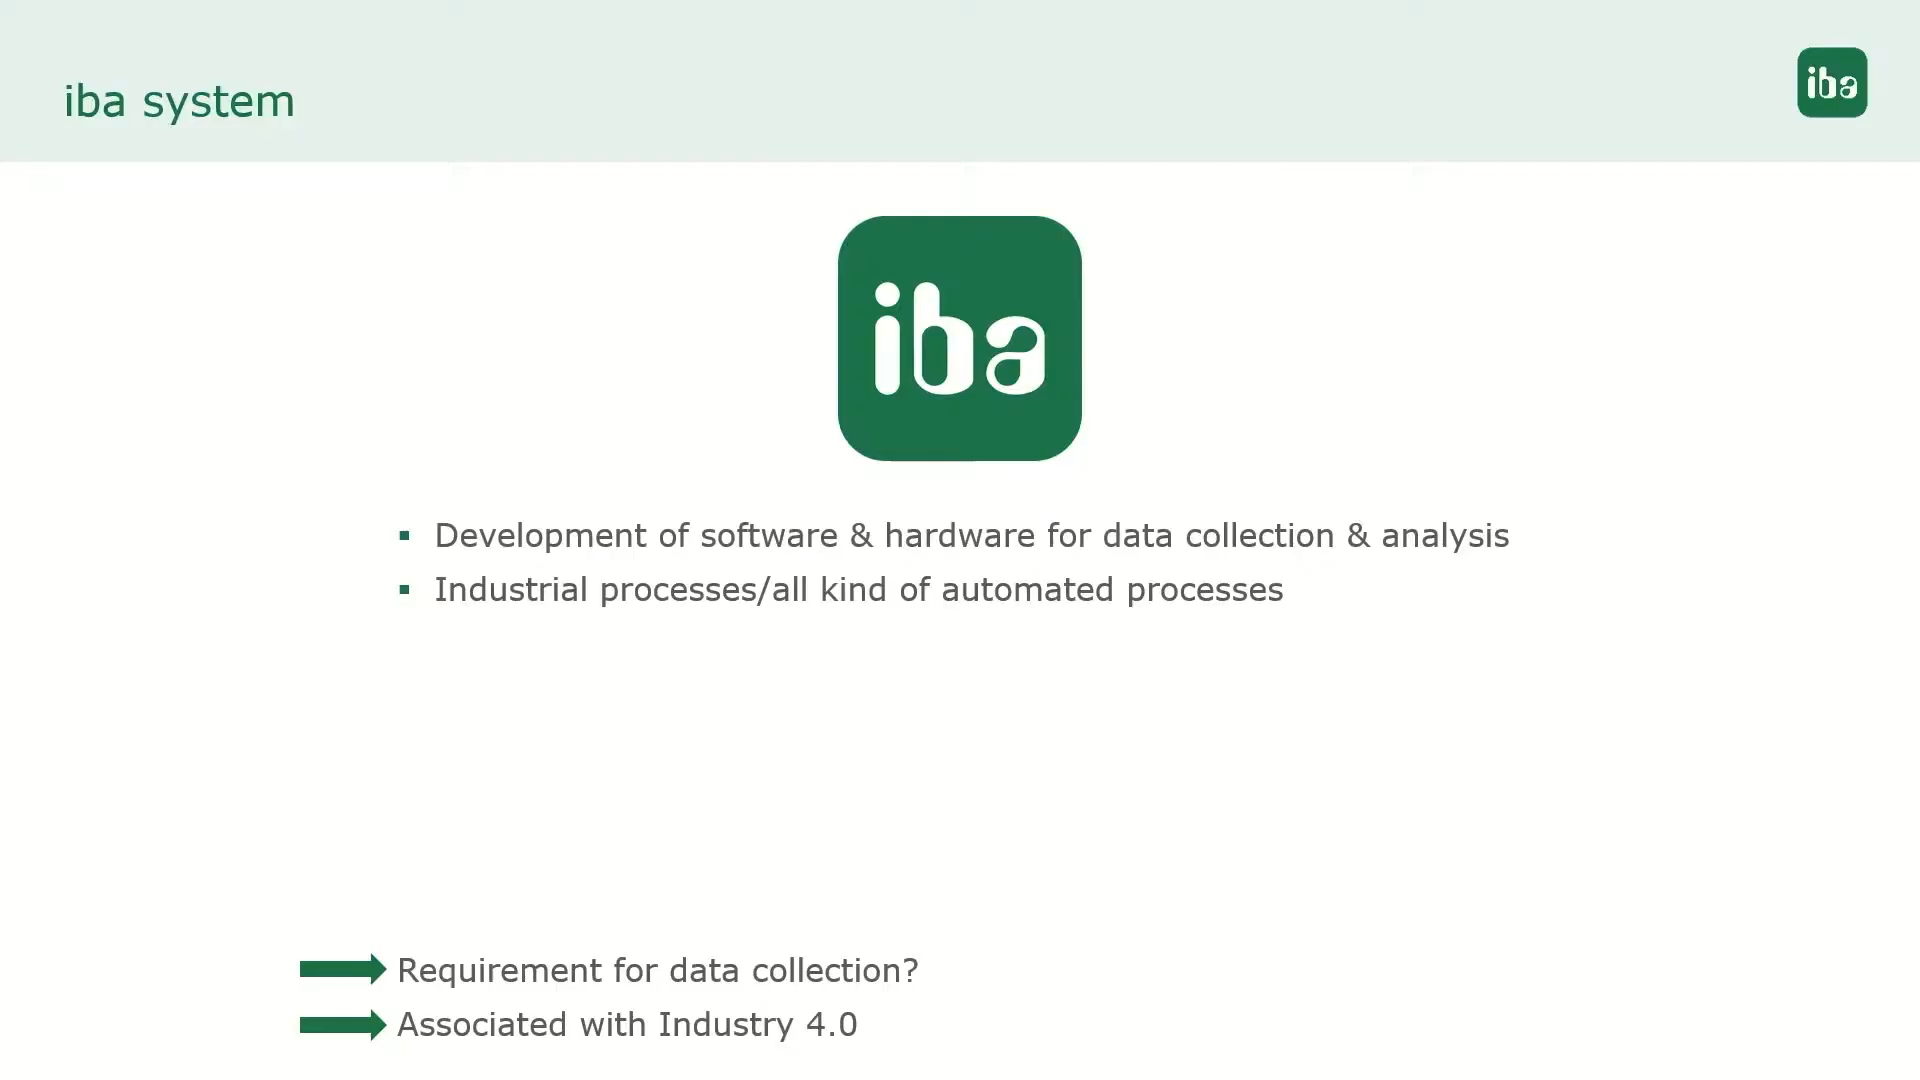 iba system
iba
iba
Development of software & hardware for data collection & analysis
Industrial processes/all kind of automated processes
Requirement for data collection?
Associated with Industry 4.0